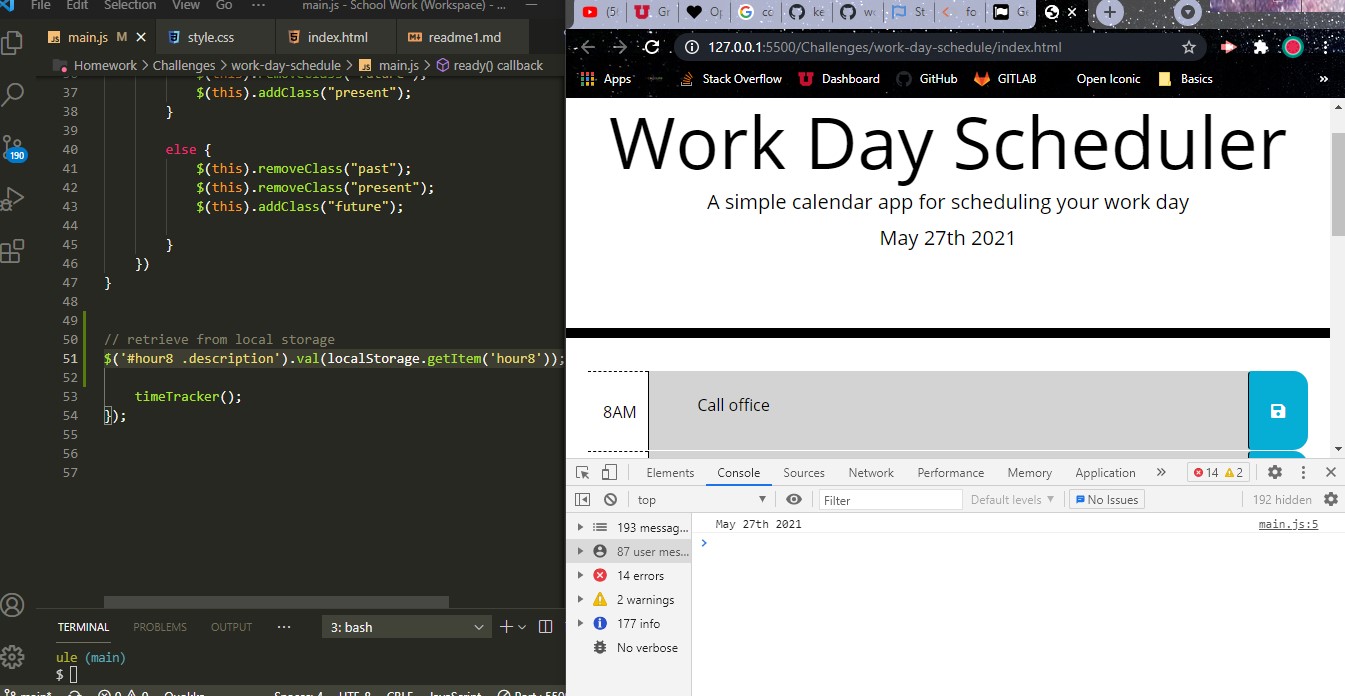 File Edit Selection View Go ··· main.js - School Work (Workspace) - ...
main.js M style.css index.html readme1.md
Homework > Challenges > work-day-schedule > main.js > ready() callback
37 $(this).addClass("present");
38 }
39
40 else {
41 $(this).removeClass("past");
42 $(this).removeClass("present");
43 $(this).addClass("future");
44
45 }
46 })
47 }
48
49
50 // retrieve from local storage
51 $('#hour8 .description').val(localStorage.getItem('hour8'));
52
53 timeTracker();
54 });
55
56
57
190
TERMINAL PROBLEMS OUTPUT ··· 3: bash
ule (main)
$
127.0.0.1:5500/Challenges/work-day-schedule/index.html
Apps Stack Overflow Dashboard GitHub GITLAB Open Iconic Basics »
Work Day Scheduler
A simple calendar app for scheduling your work day
May 27th 2021
8AM Call office
Elements Console Sources Network Performance Memory Application » 14 2
top Filter Default levels No Issues 192 hidden
193 messag...
87 user mes...
14 errors
2 warnings
177 info
No verbose
May 27th 2021 main.js:5